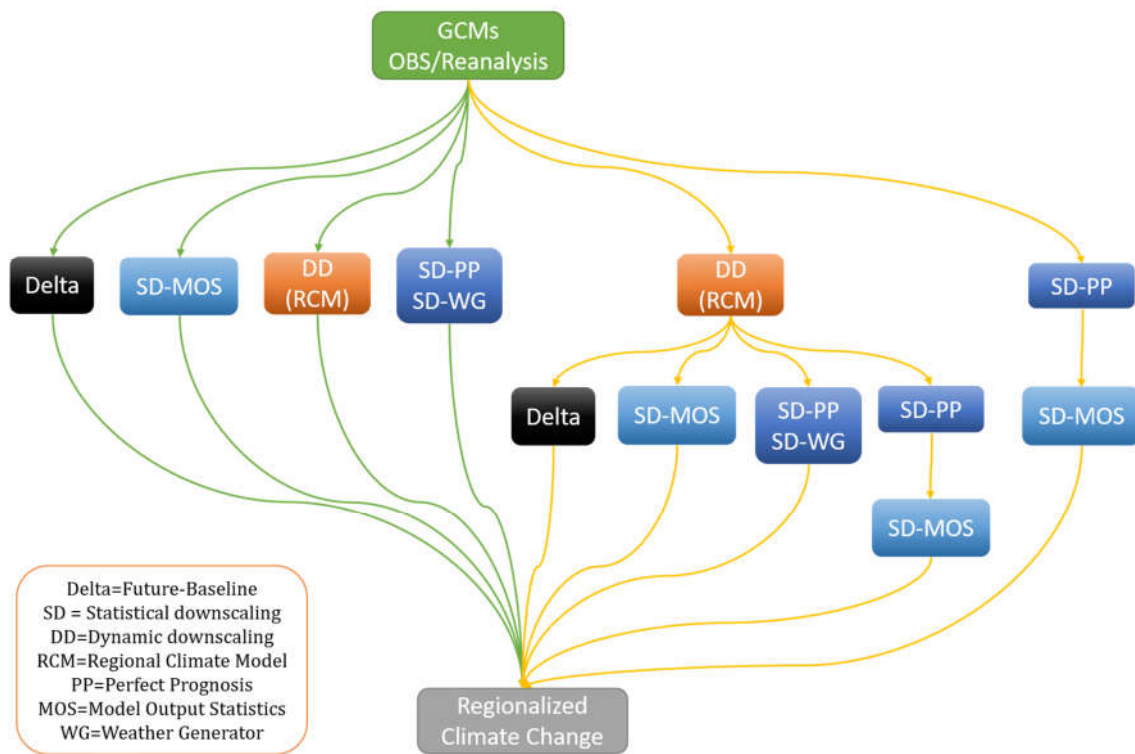 GCMs
OBS/Reanalysis
Delta
SD-MOS
DD
(RCM)
SD-PP
SD-WG
DD
(RCM)
SD-PP
Delta
SD-MOS
SD-PP
SD-WG
SD-PP
SD-MOS
SD-MOS
Delta=Future-Baseline
SD = Statistical downscaling
DD=Dynamic downscaling
RCM=Regional Climate Model
PP=Perfect Prognosis
MOS=Model Output Statistics
WG=Weather Generator
Regionalized
Climate Change